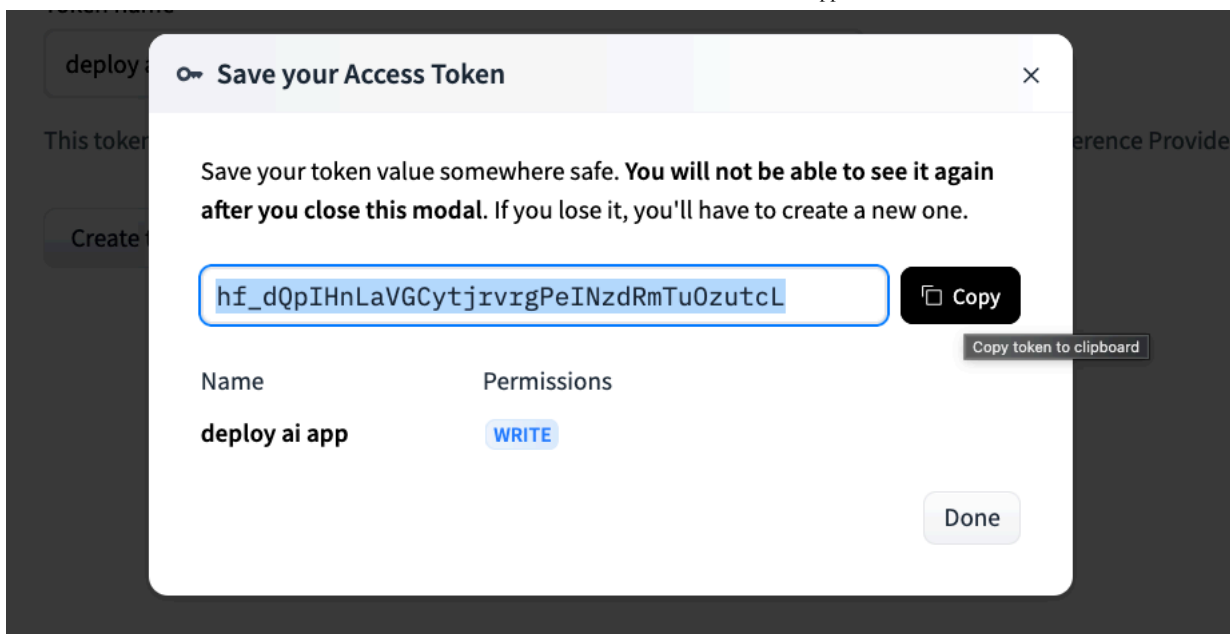 deploy a
Save your Access Token
This token
erence Provide
Save your token value somewhere safe. You will not be able to see it again
after you close this modal. If you lose it, you'll have to create a new one.
Create t
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
Copy
Copy token to clipboard
Name
Permissions
deploy ai app
WRITE
Done